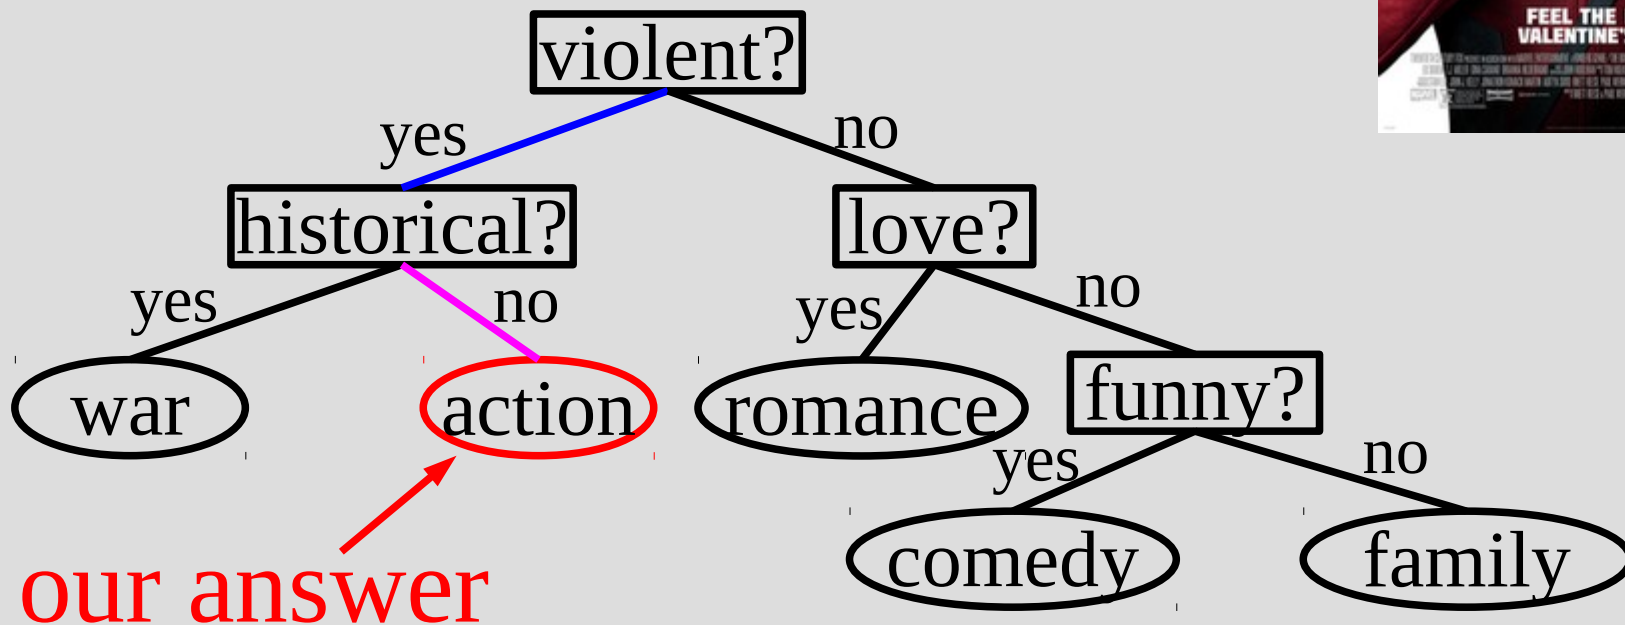 FEEL THE
VALENTINE'
violent?
yes
no
historical?
love?
yes
no
yes
no
war
action
romance
funny?
yes
no
comedy
family
our answer